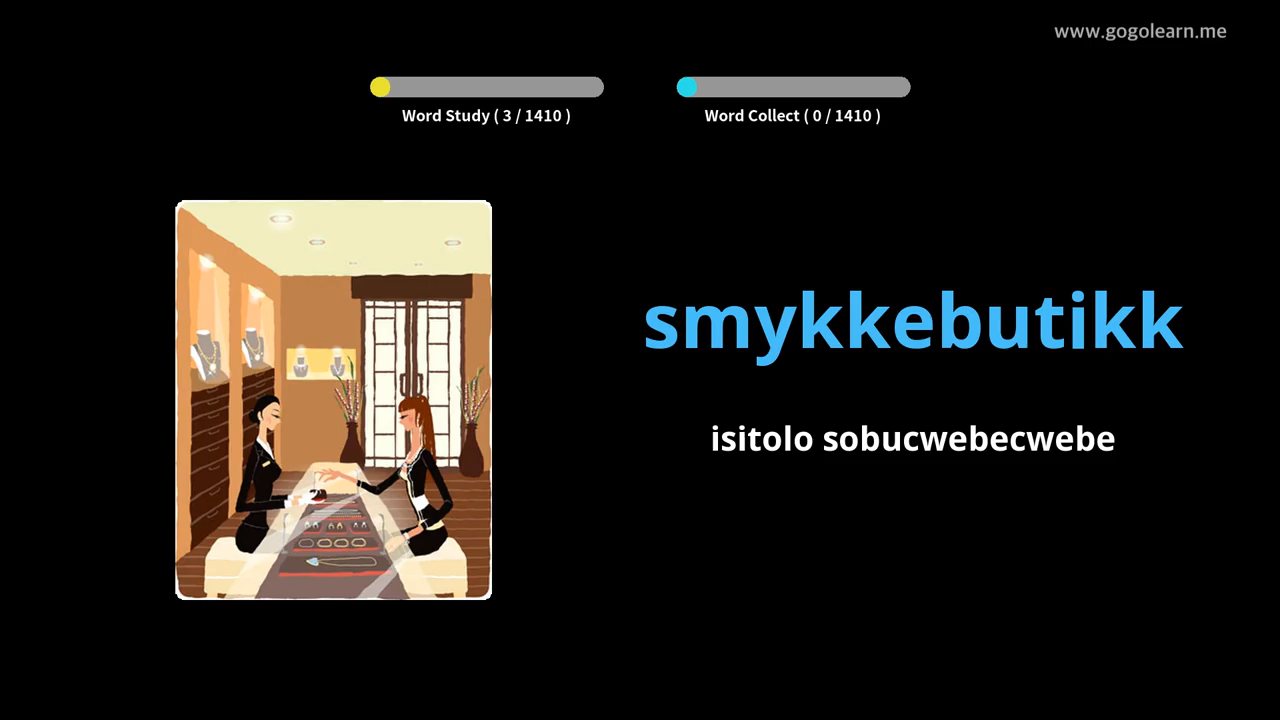 www.gogolearn.me
Word Study ( 3 / 1410 )
Word Collect ( 0 / 1410 )
smykkebutikk
isitolo sobucwebecwebe